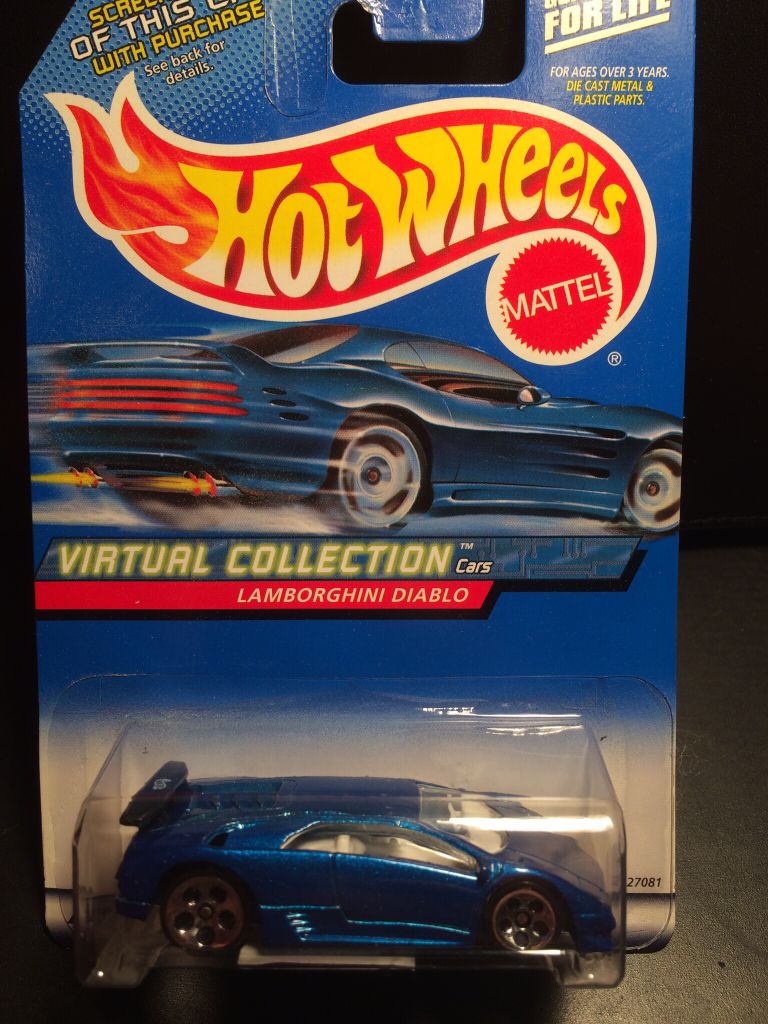 OF THIS
WITH PURCHASE
See back for
details.
FOR LIFE
FOR AGES OVER 3 YEARS.
DIE CAST METAL &
PLASTIC PARTS.
HOT WHEELS
MATTEL
®
VIRTUAL COLLECTION™
Cars
LAMBORGHINI DIABLO
27081